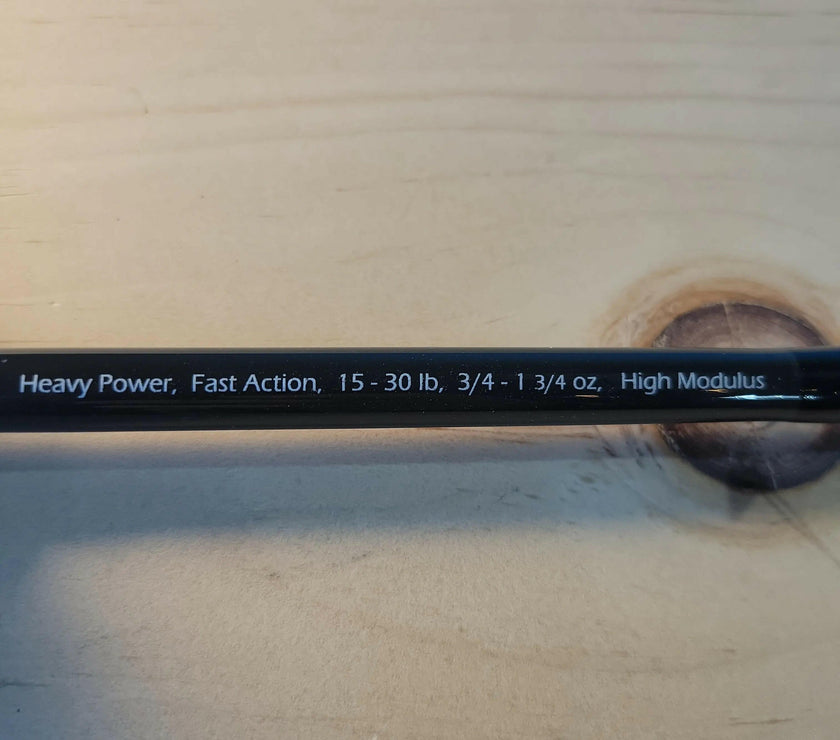 Heavy Power, Fast Action, 15 - 30 lb, 3/4 - 1 3/4 oz, High Modulus